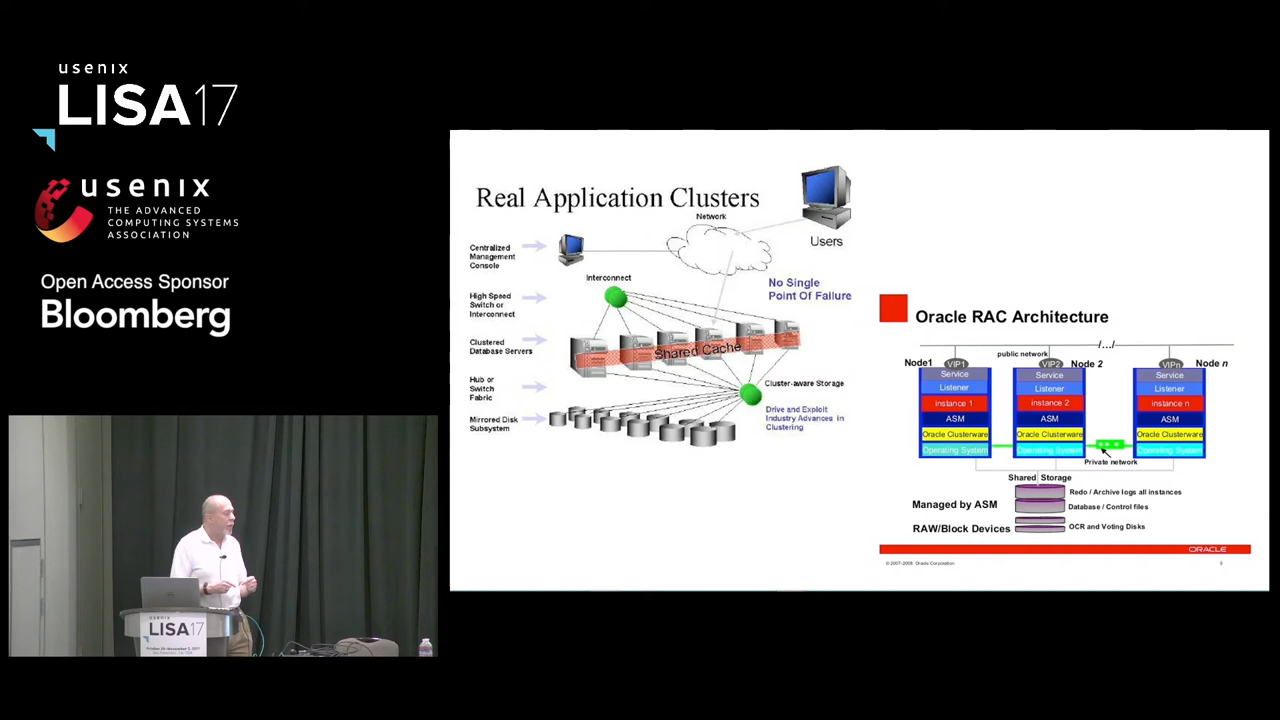 usenix
LISA17
usenix
THE ADVANCED
COMPUTING SYSTEMS
ASSOCIATION
Open Access Sponsor
Bloomberg
usenix
LISA17
Real Application Clusters
Network
Users
Centralized
Management
Console
Interconnect
No Single
Point Of Failure
High Speed
Switch or
Interconnect
Clustered
Database Servers
Shared Cache
Hub or
Switch
Fabric
Cluster-aware Storage
Mirrored Disk
Subsystem
Drive and Exploit
Industry Advances in
Clustering
Oracle RAC Architecture
/.../
public network
Node1
VIP1
VIP2
Node 2
VIPn
Node n
Service
Service
Service
Listener
Listener
Listener
instance 1
instance 2
instance n
ASM
ASM
ASM
Oracle Clusterware
Oracle Clusterware
Oracle Clusterware
Operating System
Operating System
Operating System
Private network
Shared Storage
Redo / Archive logs all instances
Managed by ASM
Database / Control files
RAW/Block Devices
OCR and Voting Disks
ORACLE
© 2007-2008 Oracle Corporation